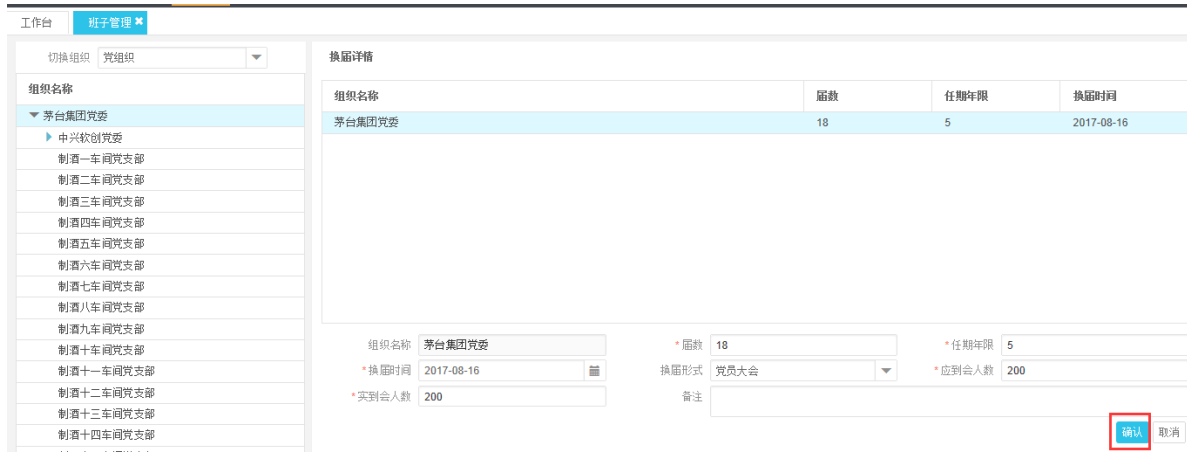 工作台 班子管理
切换组织 党组织
组织名称
茅台集团党委
中兴软创党委
制酒一车间党支部
制酒二车间党支部
制酒三车间党支部
制酒四车间党支部
制酒五车间党支部
制酒六车间党支部
制酒七车间党支部
制酒八车间党支部
制酒九车间党支部
制酒十车间党支部
制酒十一车间党支部
制酒十二车间党支部
制酒十三车间党支部
制酒十四车间党支部
换届详情
组织名称 届数 任期年限 换届时间
茅台集团党委 18 5 2017-08-16
组织名称 茅台集团党委 *届数 18 *任期年限 5
*换届时间 2017-08-16 换届形式 党员大会 *应到会人数 200
*实到会人数 200 备注
确认 取消